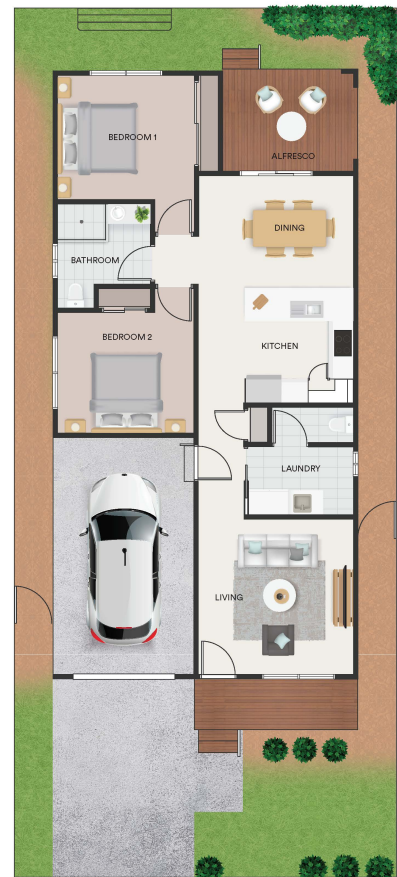 BEDROOM 1
ALFRESCO
DINING
BATHROOM
BEDROOM 2
KITCHEN
LAUNDRY
LIVING